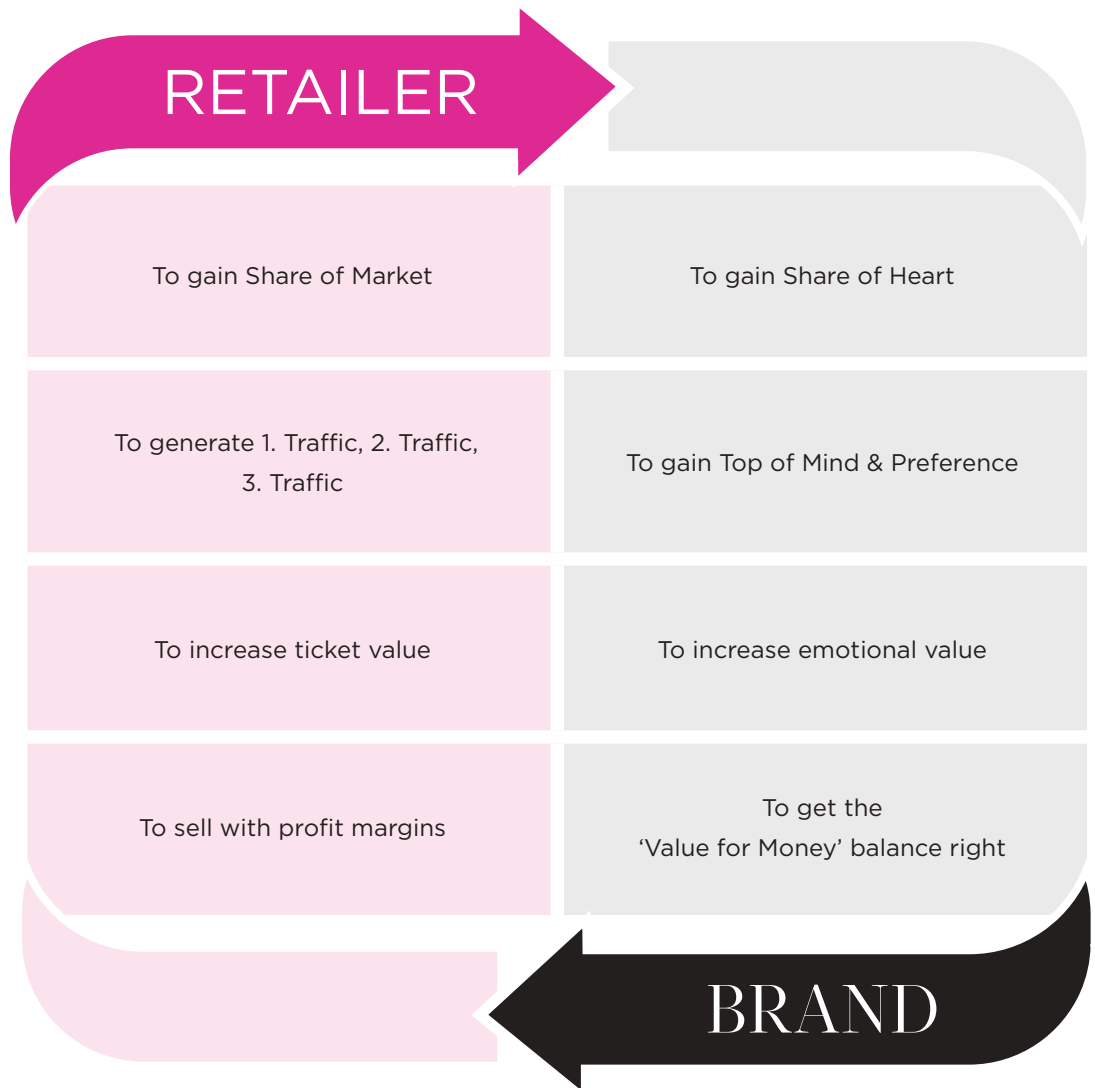 RETAILER
To gain Share of Market
To gain Share of Heart
To generate 1. Traffic, 2. Traffic,
3. Traffic
To gain Top of Mind & Preference
To increase ticket value
To increase emotional value
To sell with profit margins
To get the
‘Value for Money’ balance right
BRAND